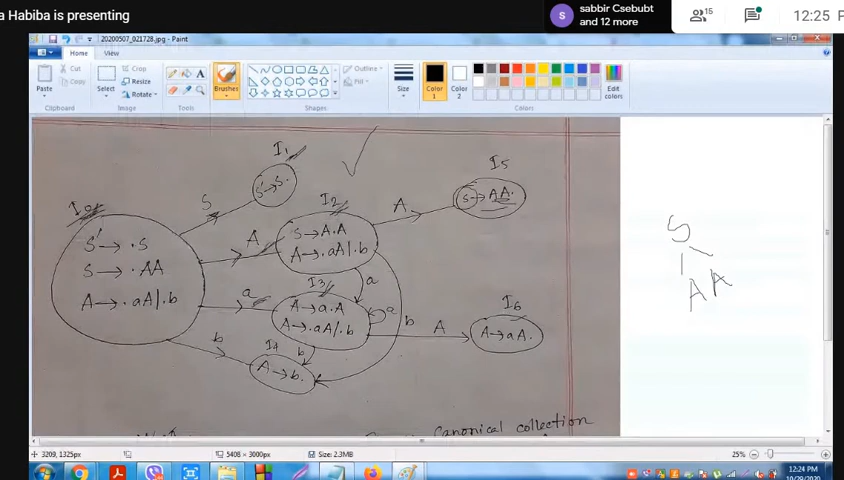 a Habiba is presenting
sabbir Csebubt
and 12 more
15
12:25 P
20200507_021728.jpg - Paint
Home View
Paste
Cut
Copy
Clipboard
Select
Crop
Resize
Rotate
Image
A
Tools
Brushes
Shapes
Outline
Fill
Size
Color 1
Color 2
Edit colors
Colors
I0
S' → .S
S → .AA
A → .aA|.b
S
I1
S' → S.
A
I2
S → A.A
A → .aA|.b
A
I5
S → AA.
a
a
I3
A → a.A
A → .aA|.b
a
b
A
I6
A → aA.
b
b
I4
A → b.
Canonical collection
S
A A
3209, 1325px
5408 × 3000px
Size: 2.3MB
25%
12:24 PM
10/29/2020